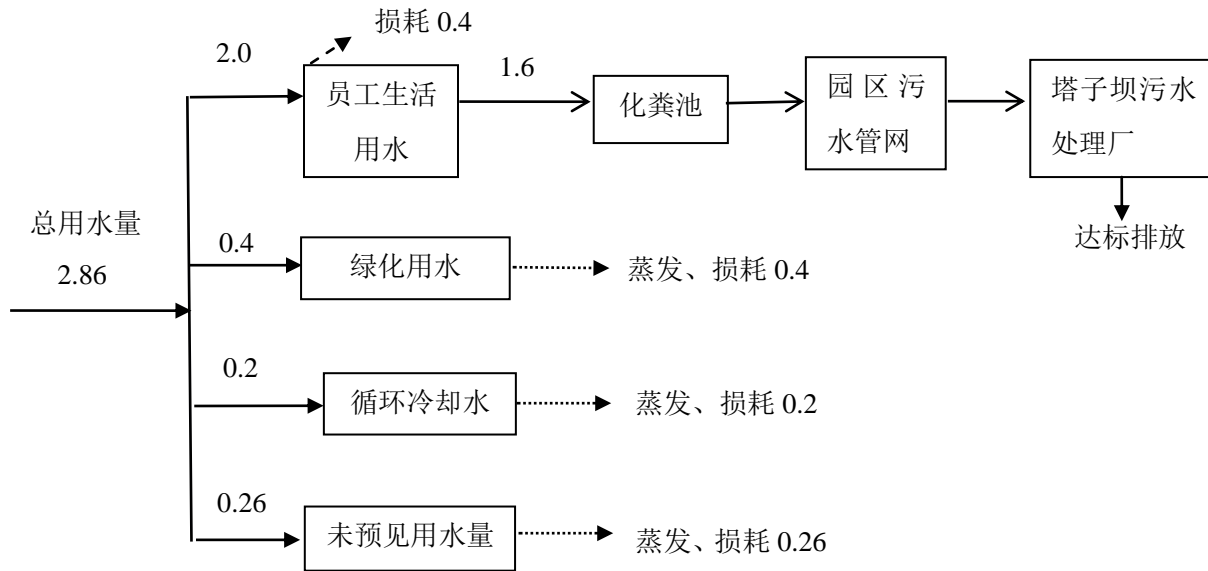 损耗 0.4
2.0
员工生活
用水
1.6
化粪池
园区污
水管网
塔子坝污水
处理厂
达标排放
总用水量
2.86
0.4
绿化用水
蒸发、损耗 0.4
0.2
循环冷却水
蒸发、损耗 0.2
0.26
未预见用水量
蒸发、损耗 0.26